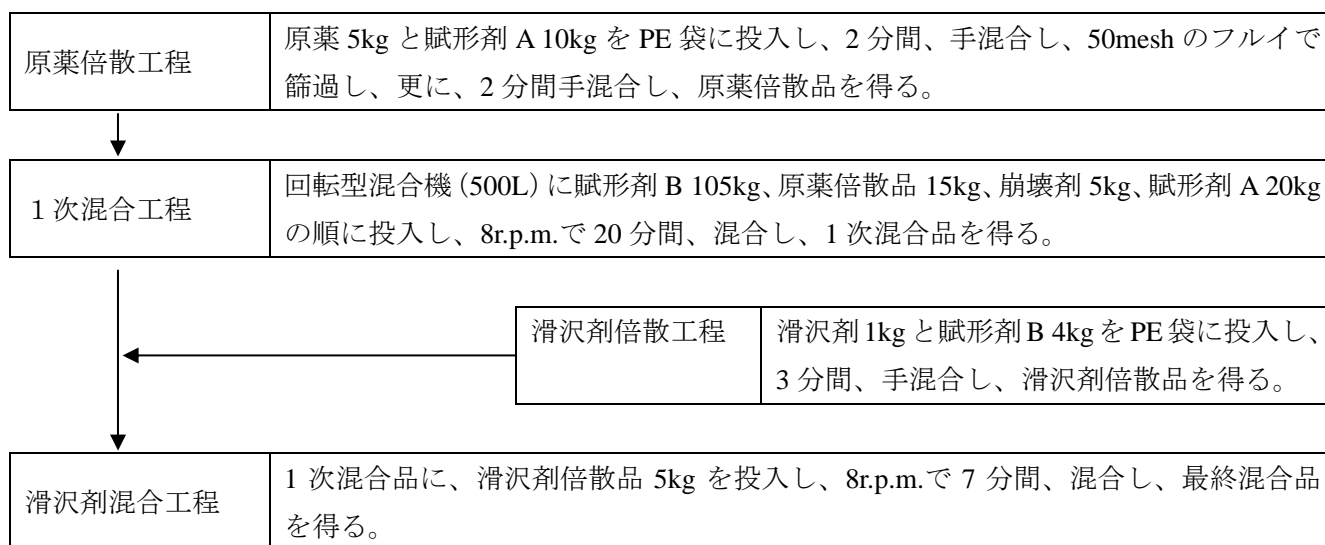 原薬倍散工程
原薬 5kg と賦形剤 A 10kg を PE 袋に投入し、2 分間、手混合し、50mesh のフルイで
篩過し、更に、2 分間手混合し、原薬倍散品を得る。
1次混合工程
回転型混合機(500L)に賦形剤 B 105kg、原薬倍散品 15kg、崩壊剤 5kg、賦形剤 A 20kg
の順に投入し、8r.p.m.で 20 分間、混合し、1 次混合品を得る。
滑沢剤倍散工程
滑沢剤 1kg と賦形剤 B 4kg を PE 袋に投入し、
3 分間、手混合し、滑沢剤倍散品を得る。
滑沢剤混合工程
1 次混合品に、滑沢剤倍散品 5kg を投入し、8r.p.m.で 7 分間、混合し、最終混合品
を得る。